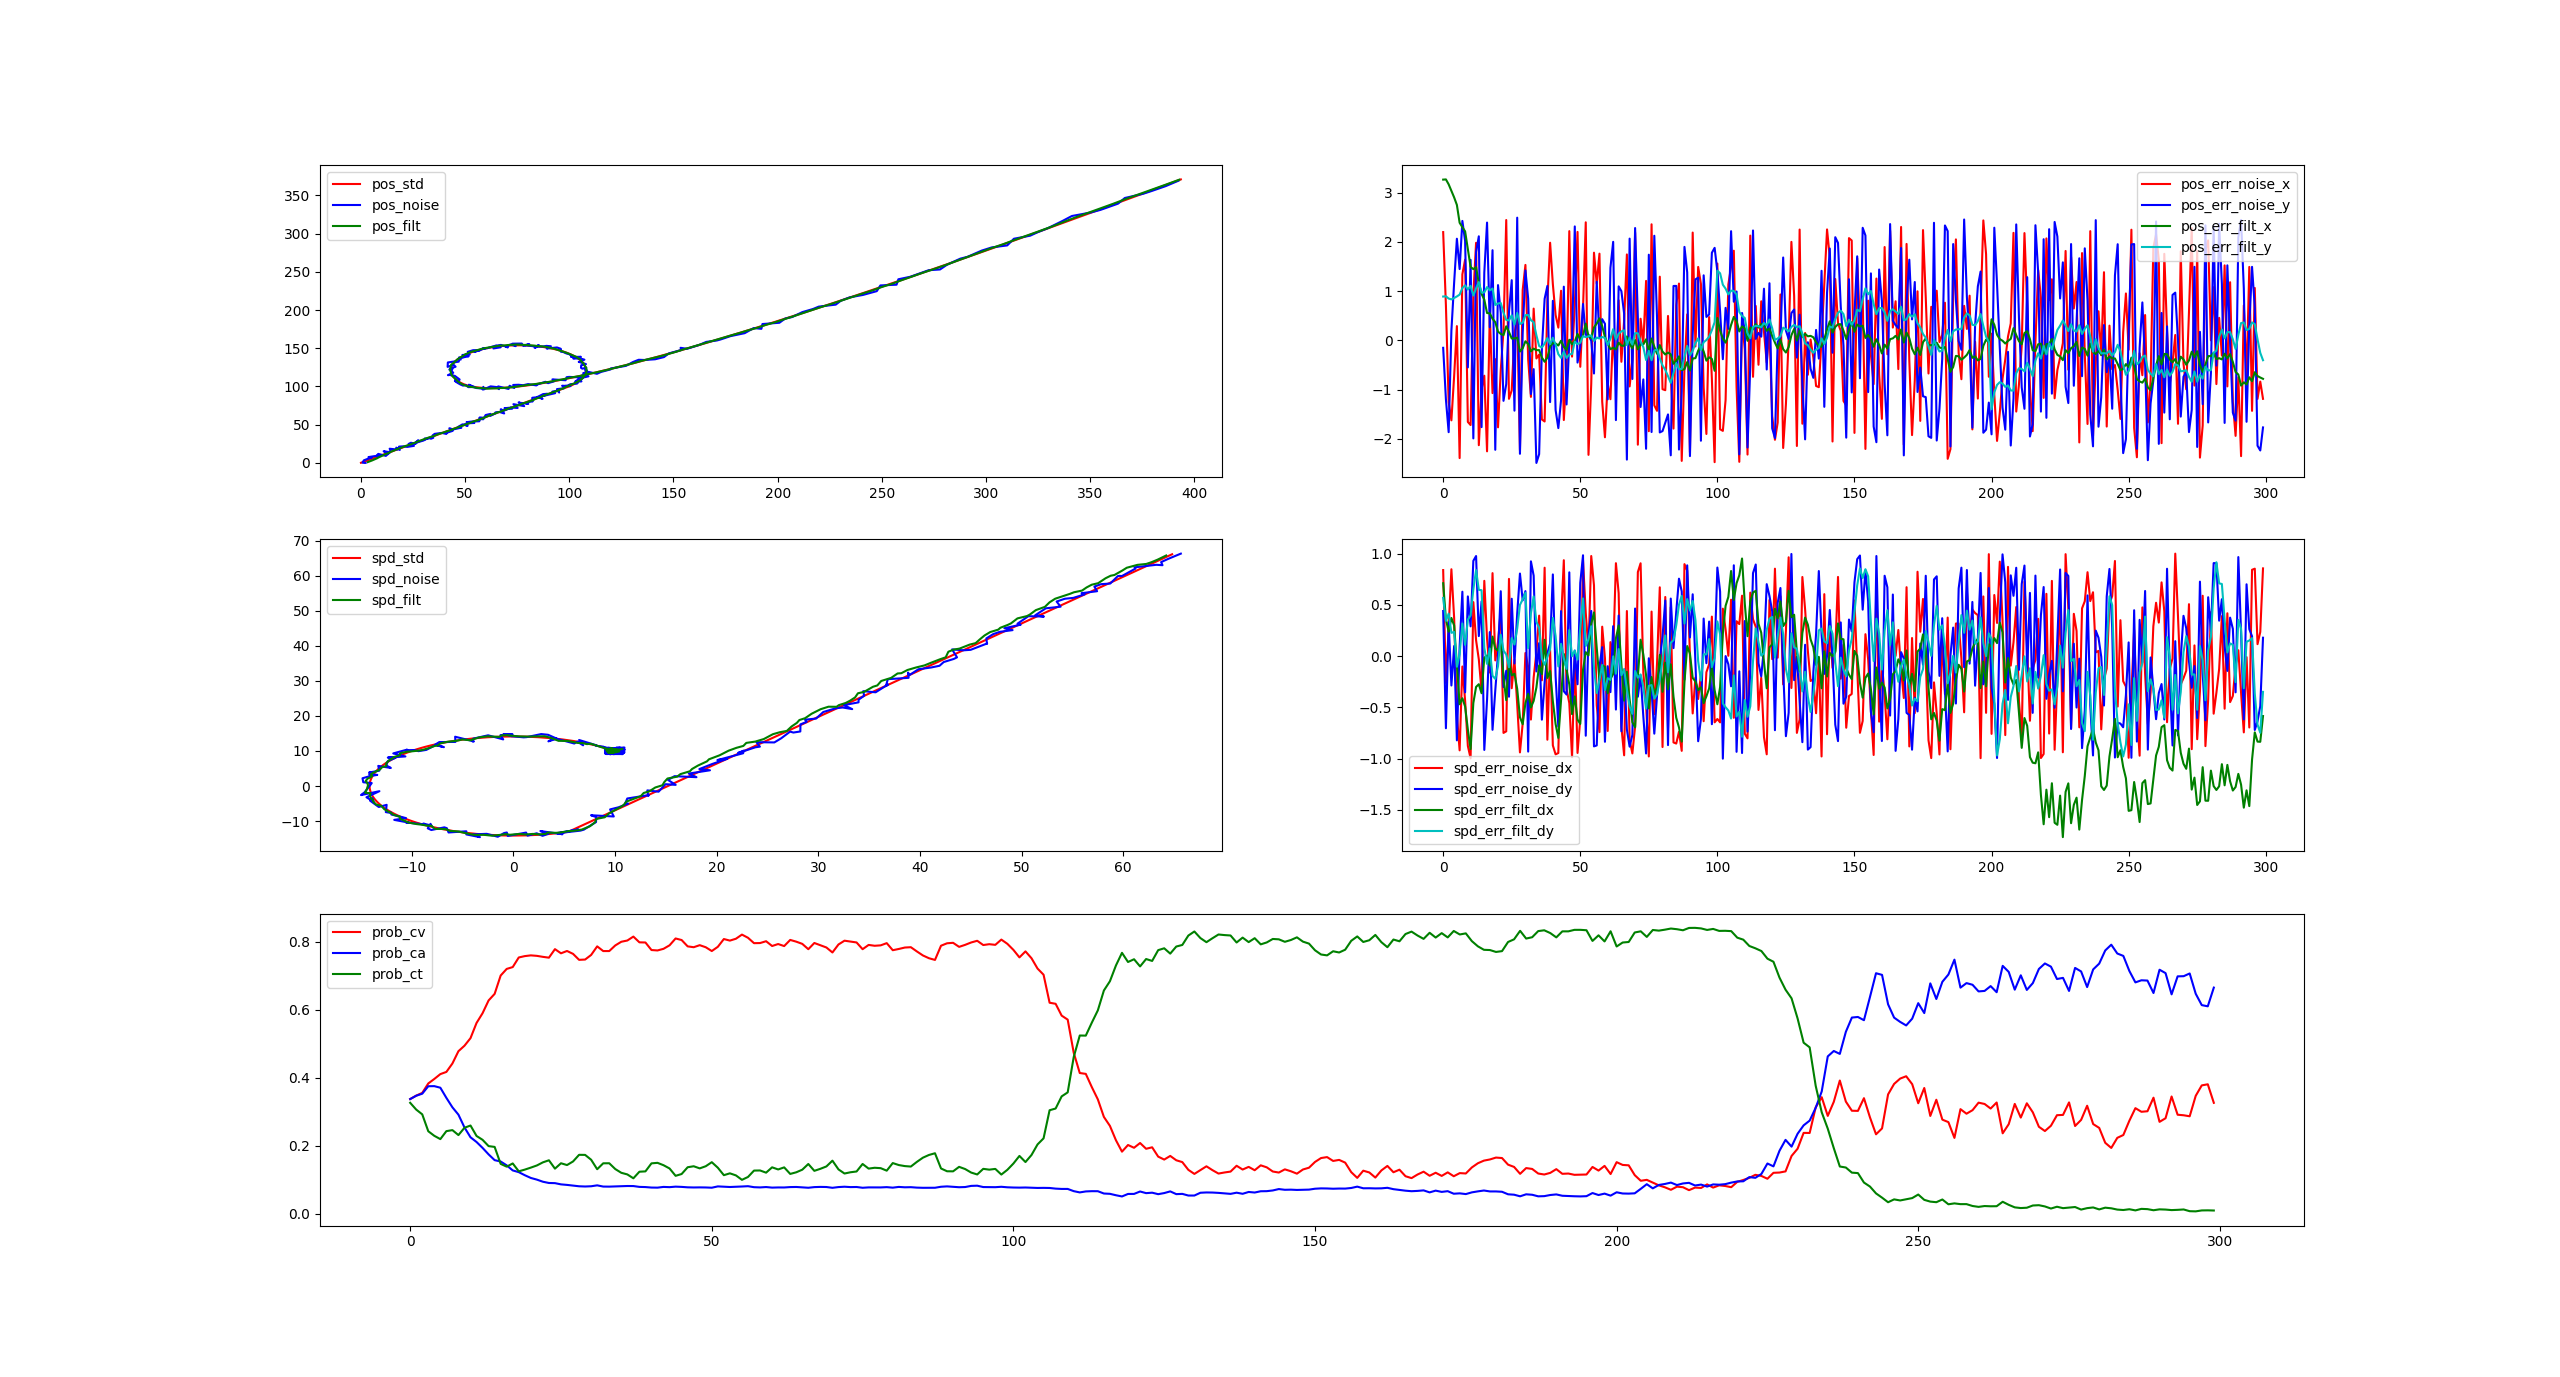 pos_std
pos_noise
pos_filt
350
300
250
200
150
100
50
0
0 50 100 150 200 250 300 350 400
pos_err_noise_x
pos_err_noise_y
pos_err_filt_x
pos_err_filt_y
3
2
1
0
−1
−2
0 50 100 150 200 250 300
spd_std
spd_noise
spd_filt
70
60
50
40
30
20
10
0
−10
−10 0 10 20 30 40 50 60
1.0
0.5
0.0
−0.5
−1.0
−1.5
spd_err_noise_dx
spd_err_noise_dy
spd_err_filt_dx
spd_err_filt_dy
0 50 100 150 200 250 300
prob_cv
prob_ca
prob_ct
0.8
0.6
0.4
0.2
0.0
0 50 100 150 200 250 300